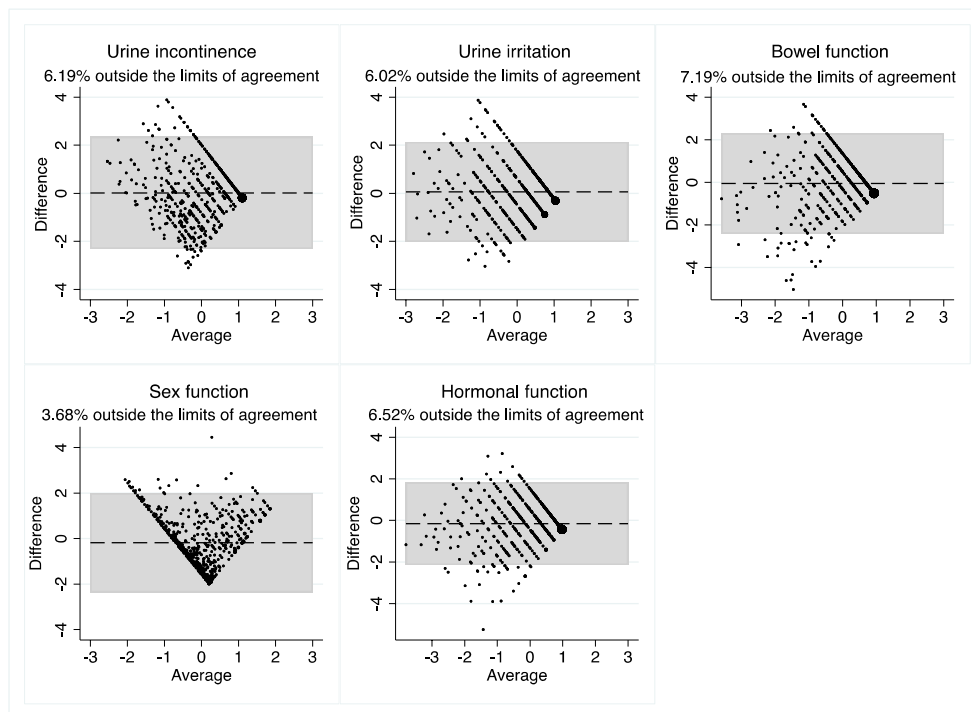 Urine incontinence
6.19% outside the limits of agreement
4
2
0
-2
-4
Difference
-3 -2 -1 0 1 2 3
Average
Urine irritation
6.02% outside the limits of agreement
4
2
0
-2
-4
Difference
-3 -2 -1 0 1 2 3
Average
Bowel function
7.19% outside the limits of agreement
4
2
0
-2
-4
Difference
-3 -2 -1 0 1 2 3
Average
Sex function
3.68% outside the limits of agreement
4
2
0
-2
-4
Difference
-3 -2 -1 0 1 2 3
Average
Hormonal function
6.52% outside the limits of agreement
4
2
0
-2
-4
Difference
-3 -2 -1 0 1 2 3
Average